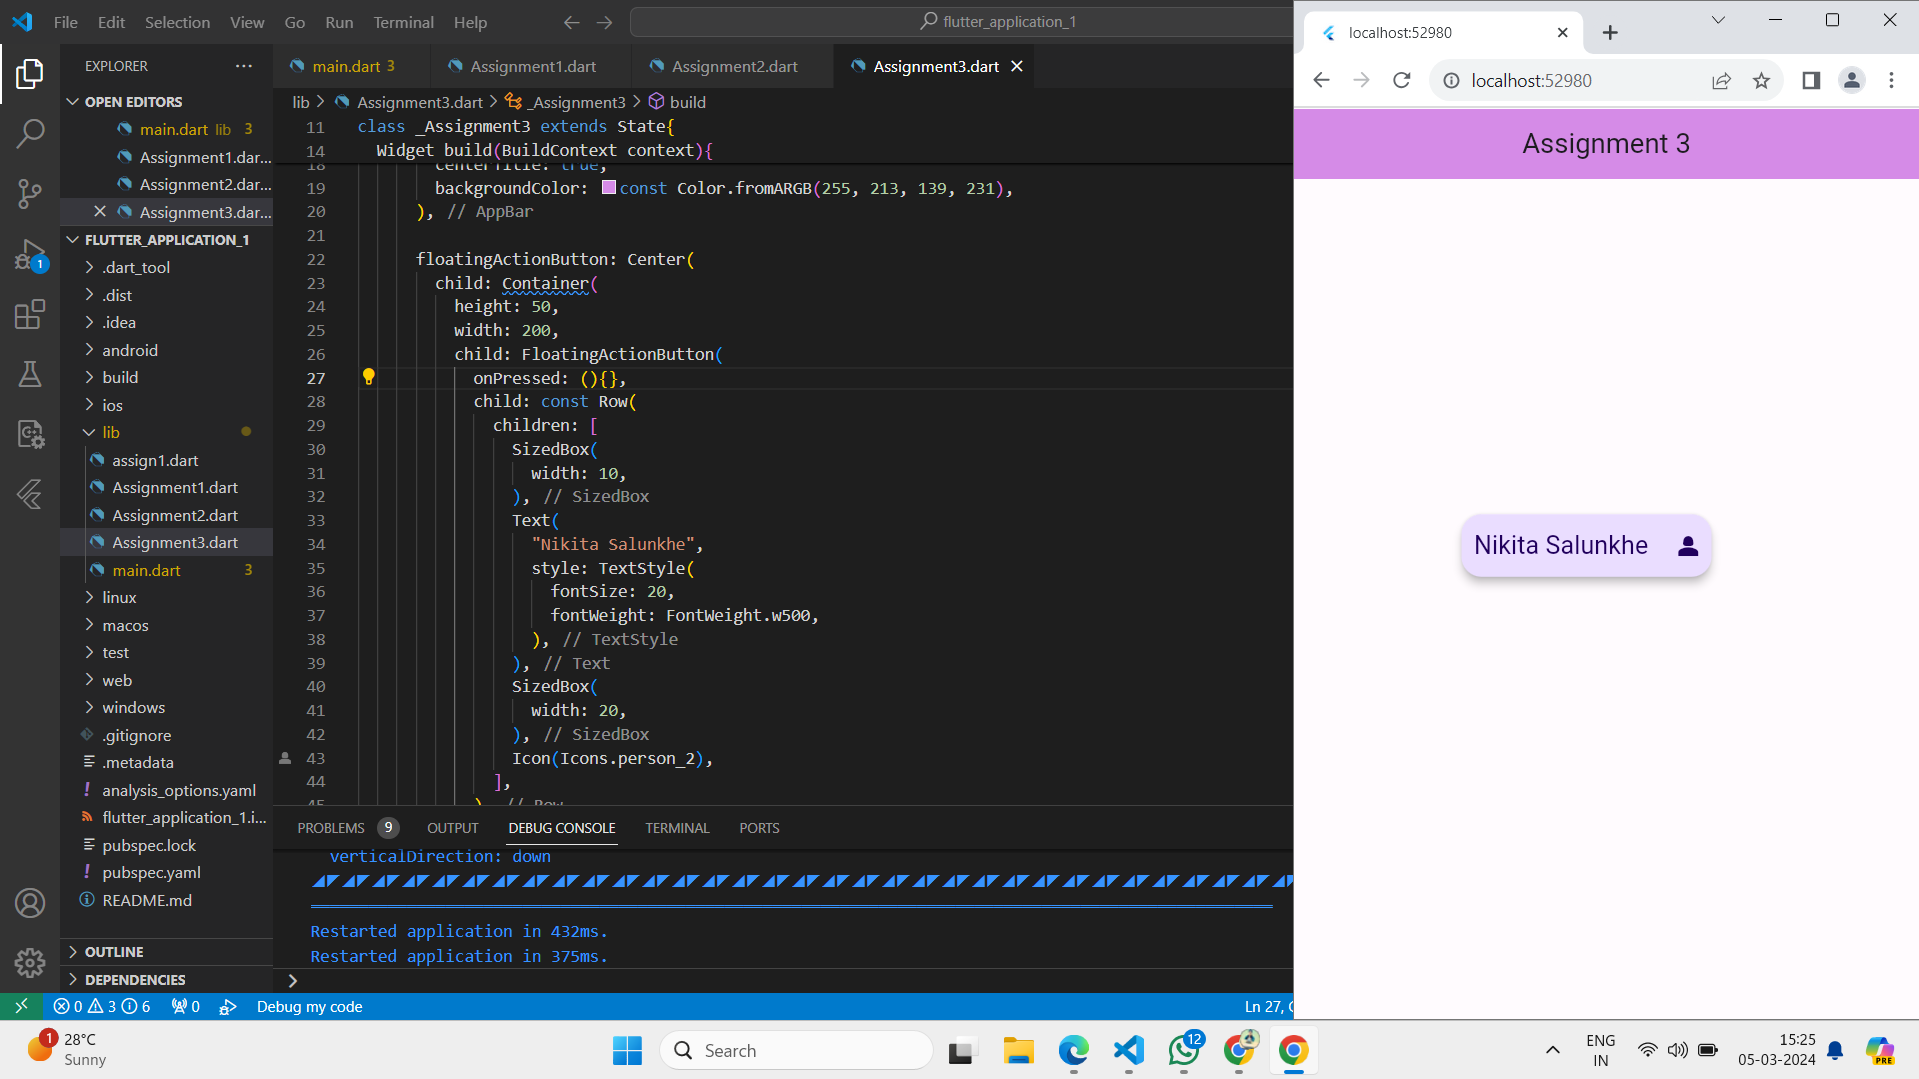 File Edit Selection View Go Run Terminal Help
flutter_application_1
EXPLORER
OPEN EDITORS
main.dart lib 3
Assignment1.dar...
Assignment2.dar...
Assignment3.dar...
FLUTTER_APPLICATION_1
.dart_tool
.dist
.idea
android
build
ios
lib
assign1.dart
Assignment1.dart
Assignment2.dart
Assignment3.dart
main.dart 3
linux
macos
test
web
windows
.gitignore
.metadata
analysis_options.yaml
flutter_application_1.i...
pubspec.lock
pubspec.yaml
README.md
OUTLINE
DEPENDENCIES
1
main.dart 3
Assignment1.dart
Assignment2.dart
Assignment3.dart
lib > Assignment3.dart > _Assignment3 > build
11 class _Assignment3 extends State{
14 Widget build(BuildContext context){
18 centerTitle: true,
19 backgroundColor: const Color.fromARGB(255, 213, 139, 231),
20 ), // AppBar
21
22 floatingActionButton: Center(
23 child: Container(
24 height: 50,
25 width: 200,
26 child: FloatingActionButton(
27 onPressed: (){},
28 child: const Row(
29 children: [
30 SizedBox(
31 width: 10,
32 ), // SizedBox
33 Text(
34 "Nikita Salunkhe",
35 style: TextStyle(
36 fontSize: 20,
37 fontWeight: FontWeight.w500,
38 ), // TextStyle
39 ), // Text
40 SizedBox(
41 width: 20,
42 ), // SizedBox
43 Icon(Icons.person_2),
44 ],
45 ), // Row
PROBLEMS 9 OUTPUT DEBUG CONSOLE TERMINAL PORTS
verticalDirection: down
Restarted application in 432ms.
Restarted application in 375ms.
>
0 3 6 0 Debug my code
Ln 27, C
localhost:52980
localhost:52980
Assignment 3
Nikita Salunkhe
1 28°C
Sunny
Search
12
ENG
IN
15:25
05-03-2024
PRE